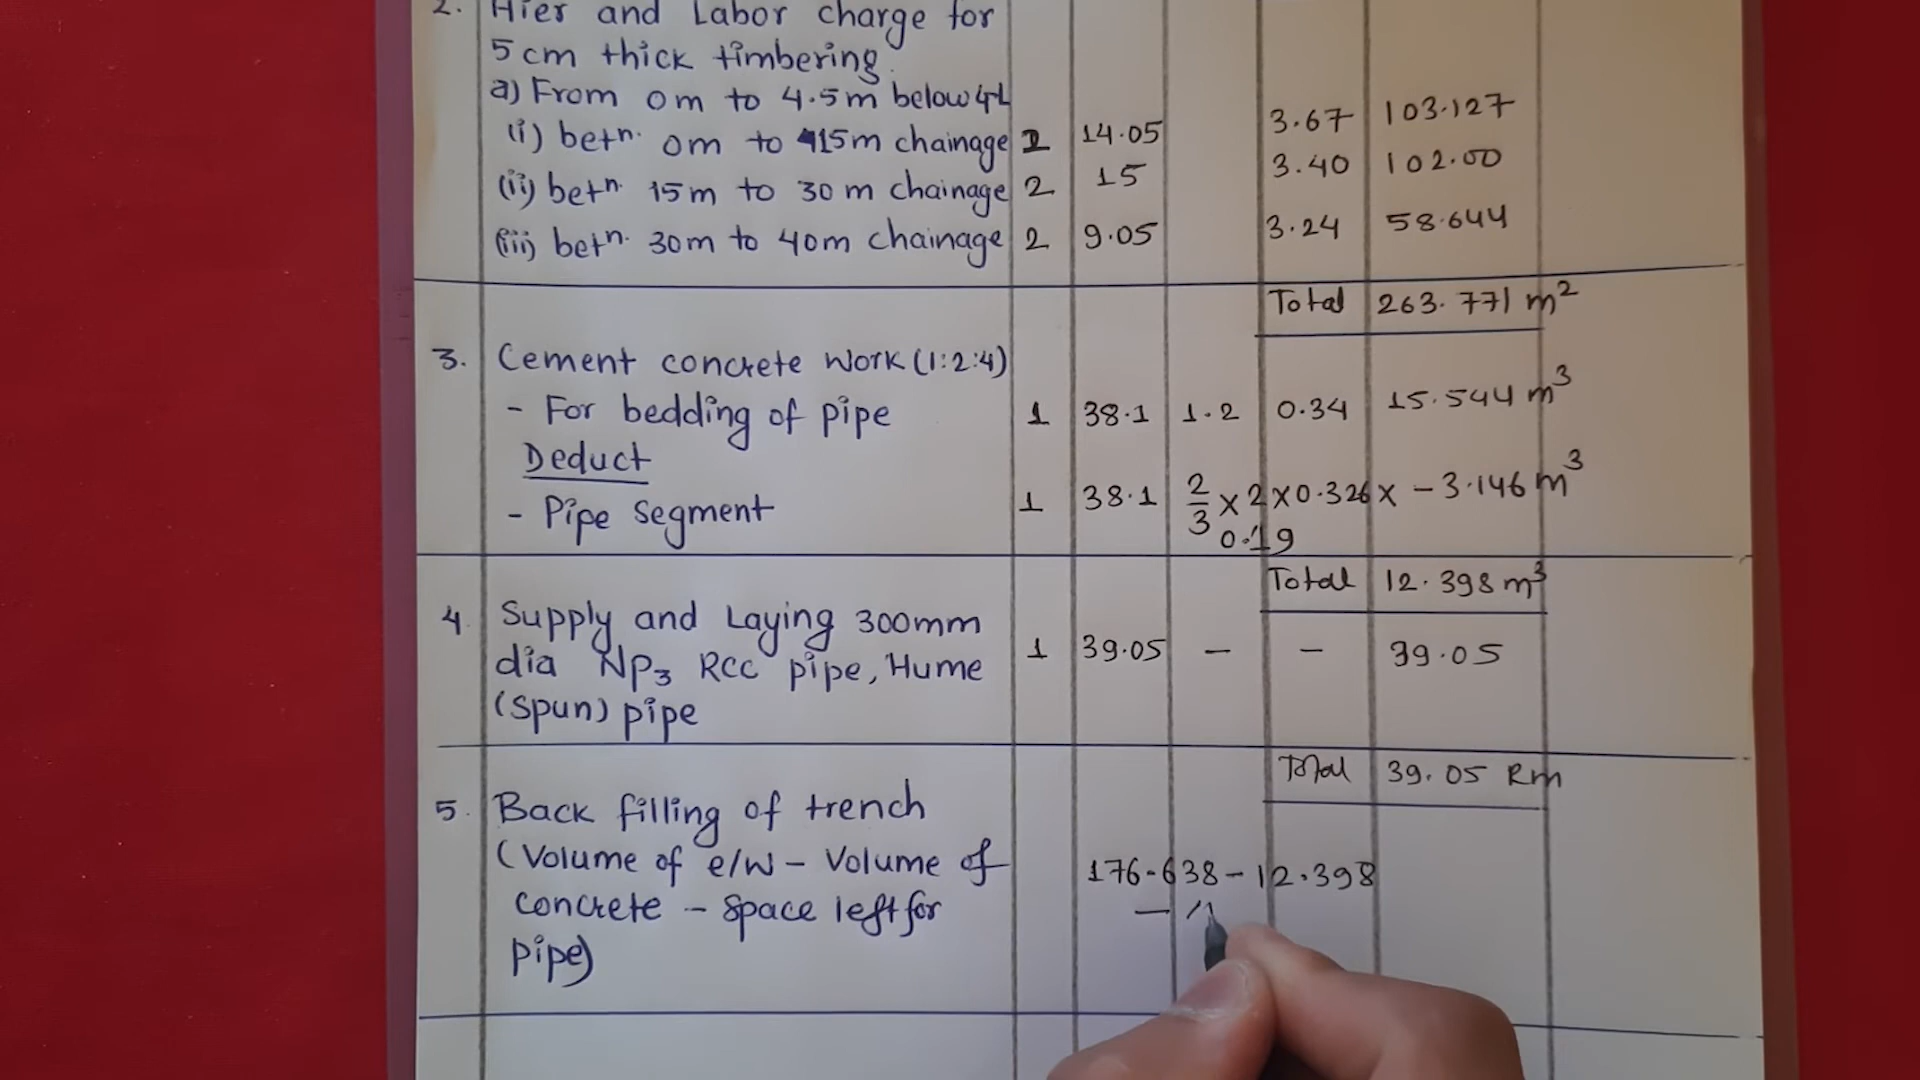 2. Hier and Labor charge for
5 cm thick timbering.
a) From 0m to 4.5m below GL
(i) betn. 0m to 15m chainage 2 14.05 3.67 103.127
(ii) betn. 15m to 30m chainage 2 15 3.40 102.00
(iii) betn. 30m to 40m chainage 2 9.05 3.24 58.644
Total 263.771 m²
3. Cement concrete work (1:2:4)
- For bedding of pipe 1 38.1 1.2 0.34 15.544 m³
Deduct
- Pipe segment 1 38.1 2/3 × 2 × 0.326 × - 3.146 m³
0.19
Total 12.398 m³
4. Supply and Laying 300mm
dia NP3 RCC pipe, Hume 1 39.05 - - 39.05
(spun) pipe
Total 39.05 Rm
5. Back filling of trench
(Volume of e/w - Volume of 176.638 - 12.398
concrete - space left for -
pipe)